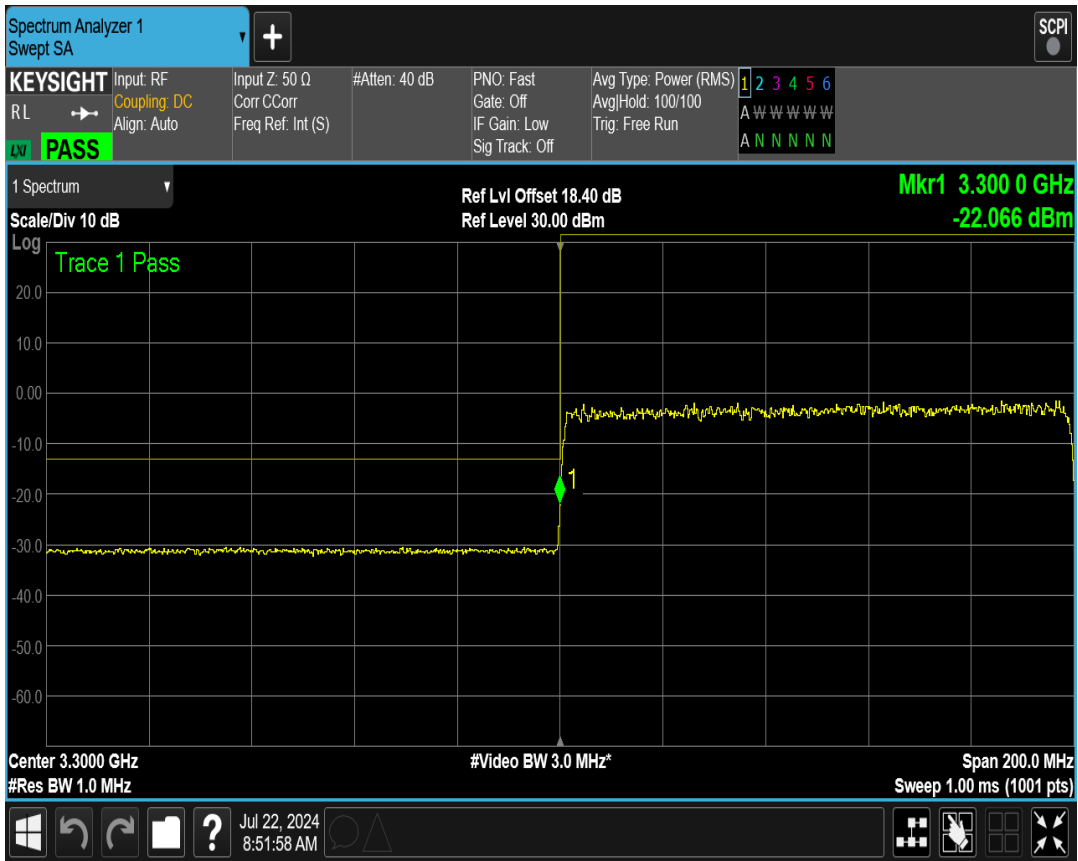 Spectrum Analyzer 1
Swept SA
SCPI
KEYSIGHT
R L
LXI
PASS
Input: RF
Coupling: DC
Align: Auto
Input Z: 50 Ω
Corr CCorr
Freq Ref: Int (S)
#Atten: 40 dB
PNO: Fast
Gate: Off
IF Gain: Low
Sig Track: Off
Avg Type: Power (RMS)
Avg|Hold: 100/100
Trig: Free Run
1 2 3 4 5 6
A W W W W W
A N N N N N
1 Spectrum
Scale/Div 10 dB
Ref Lvl Offset 18.40 dB
Ref Level 30.00 dBm
Mkr1 3.300 0 GHz
-22.066 dBm
Log
Trace 1 Pass
20.0
10.0
0.00
-10.0
1
-20.0
-30.0
-40.0
-50.0
-60.0
Center 3.3000 GHz
#Video BW 3.0 MHz*
Span 200.0 MHz
#Res BW 1.0 MHz
Sweep 1.00 ms (1001 pts)
?
Jul 22, 2024
8:51:58 AM